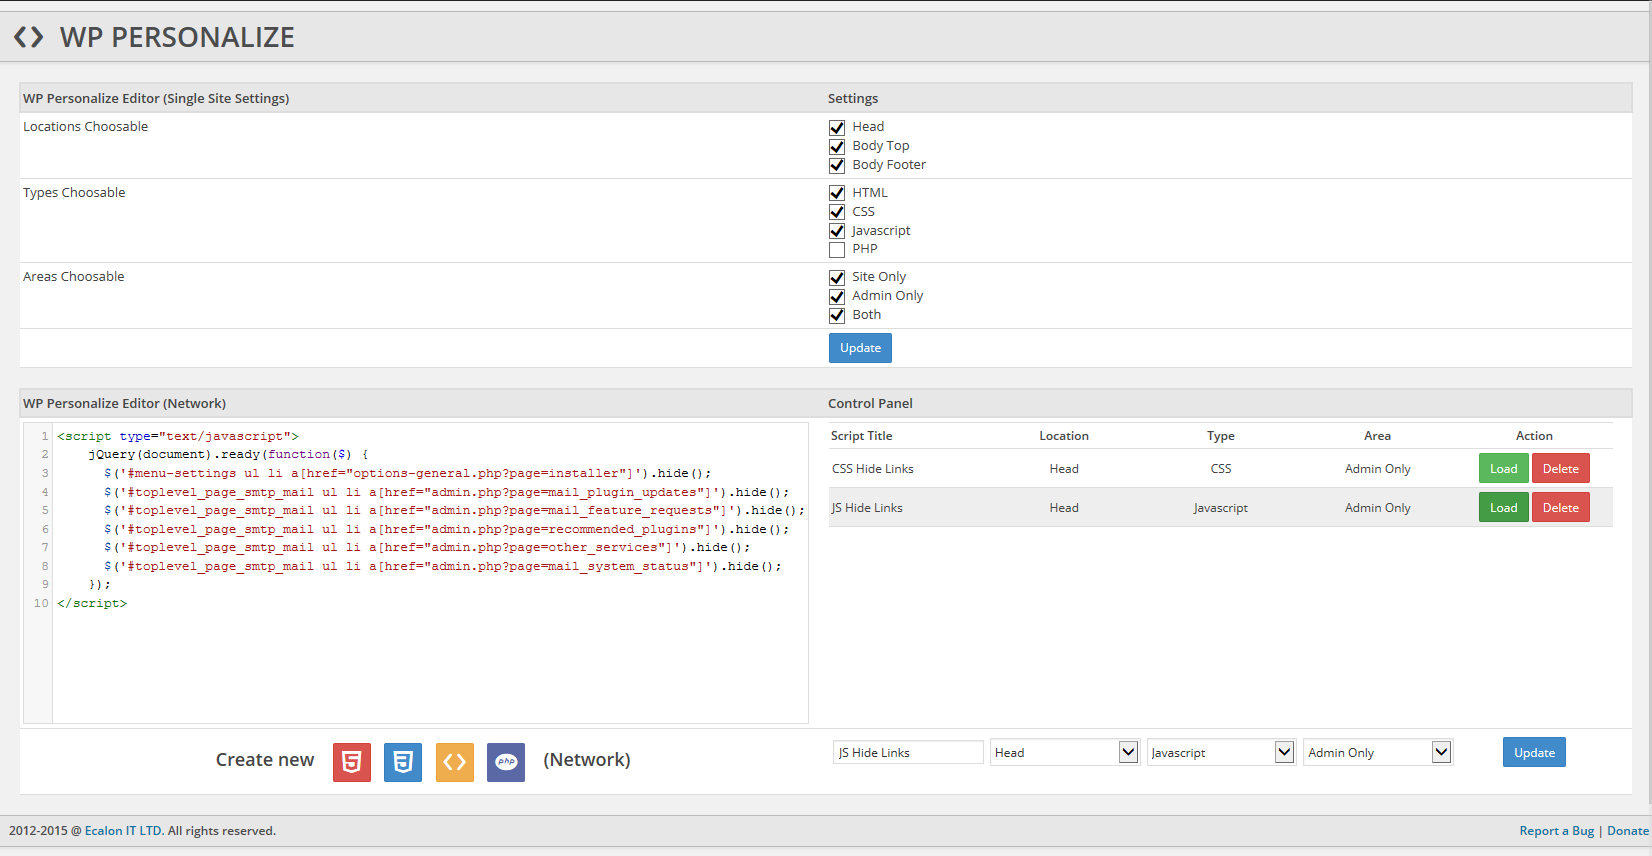 WP PERSONALIZE
WP Personalize Editor (Single Site Settings) Settings
Locations Choosable
Head
Body Top
Body Footer
Types Choosable
HTML
CSS
Javascript
PHP
Areas Choosable
Site Only
Admin Only
Both
Update
WP Personalize Editor (Network) Control Panel
1 <script type="text/javascript">
2 jQuery(document).ready(function($) {
3 $('#menu-settings ul li a[href="options-general.php?page=installer"]').hide();
4 $('#toplevel_page_smtp_mail ul li a[href="admin.php?page=mail_plugin_updates"]').hide();
5 $('#toplevel_page_smtp_mail ul li a[href="admin.php?page=mail_feature_requests"]').hide();
6 $('#toplevel_page_smtp_mail ul li a[href="admin.php?page=recommended_plugins"]').hide();
7 $('#toplevel_page_smtp_mail ul li a[href="admin.php?page=other_services"]').hide();
8 $('#toplevel_page_smtp_mail ul li a[href="admin.php?page=mail_system_status"]').hide();
9 });
10 </script>
Script Title Location Type Area Action
CSS Hide Links Head CSS Admin Only Load Delete
JS Hide Links Head Javascript Admin Only Load Delete
Create new php (Network)
JS Hide Links Head Javascript Admin Only Update
2012-2015 @ Ecalon IT LTD. All rights reserved. Report a Bug | Donate